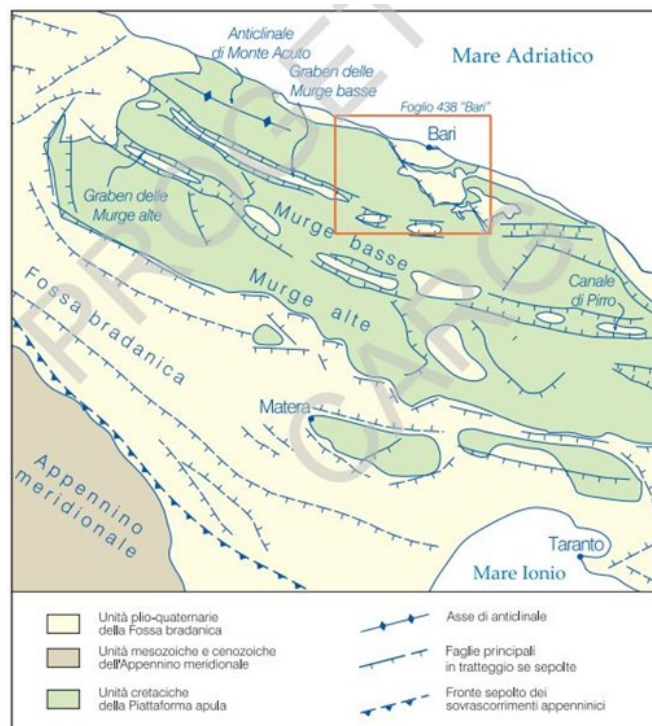 Anticlinale
di Monte Acuto
Graben delle
Murge basse
Mare Adriatico
Foglio 438 "Bari"
Bari
Graben delle
Murge alte
Murge basse
Murge alte
Fossa bradanica
Canale
di Pirro
Matera
Appennino
meridionale
Taranto
Mare Ionio
PROGETTO
CARG
Unità plio-quaternarie
della Fossa bradanica
Unità mesozoiche e cenozoiche
dell'Appennino meridionale
Unità cretaciche
della Piattaforma apula
Asse di anticlinale
Faglie principali
in tratteggio se sepolte
Fronte sepolto dei
sovrascorrimenti appenninici